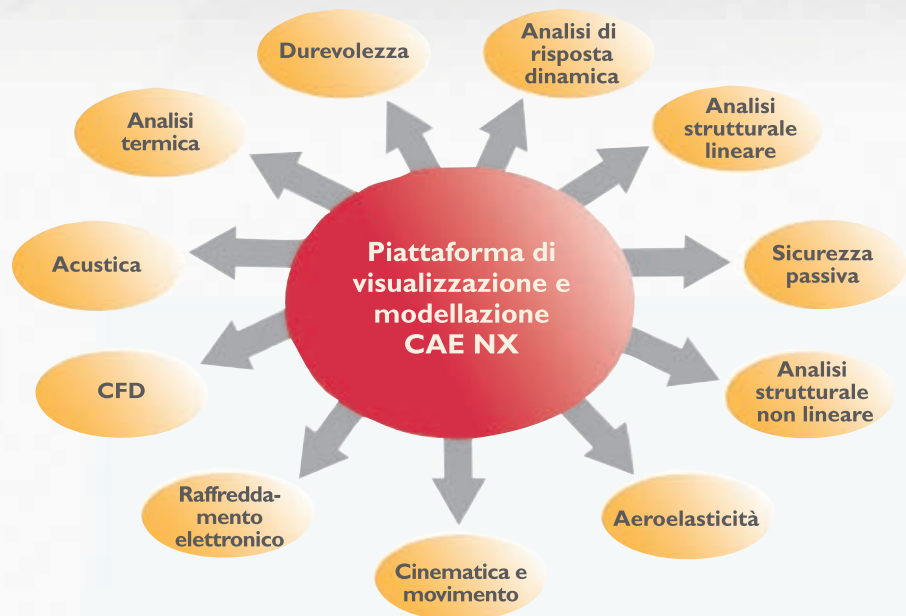 Durevolezza
Analisi di
risposta
dinamica
Analisi
termica
Analisi
strutturale
lineare
Acustica
Piattaforma di
visualizzazione e
modellazione
CAE NX
Sicurezza
passiva
CFD
Analisi
strutturale
non lineare
Raffredda-
mento
elettronico
Aeroelasticità
Cinematica e
movimento